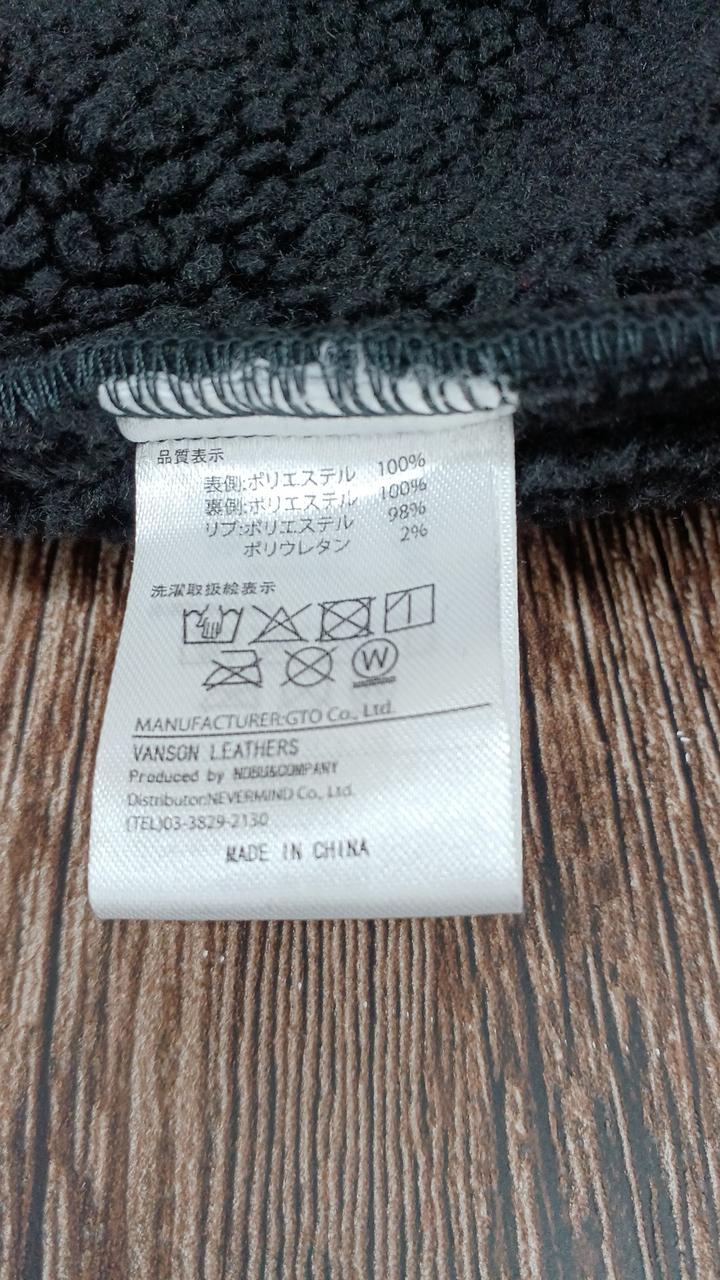 品質表示
表側:ポリエステル 100%
裏側:ポリエステル 100%
リブ:ポリエステル 98%
ポリウレタン 2%
洗濯取扱絵表示
W
MANUFACTURER:GTO Co., Ltd.
VANSON LEATHERS
Produced by NOBU&COMPANY
Distributor:NEVERMIND Co., Ltd.
(TEL)03-3829-2130
MADE IN CHINA